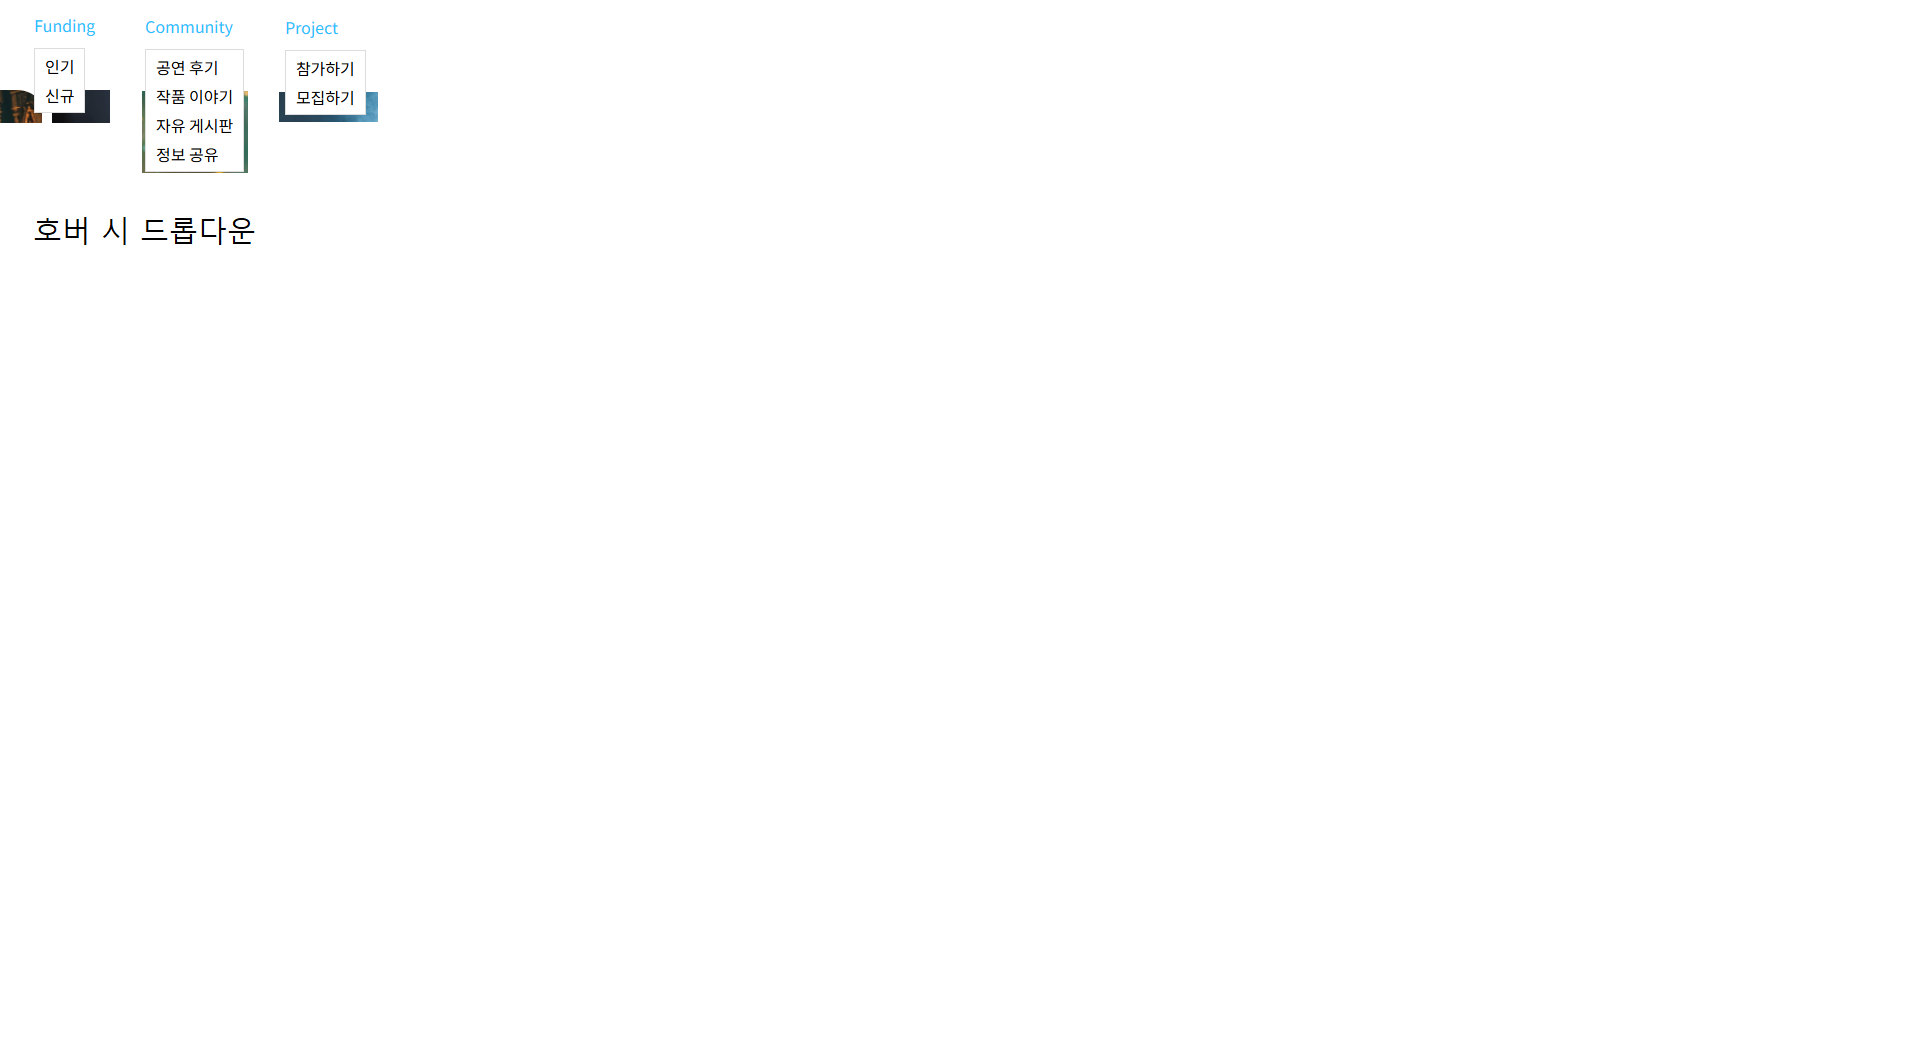 Funding
인기
신규
Community
공연 후기
작품 이야기
자유 게시판
정보 공유
Project
참가하기
모집하기
호버 시 드롭다운